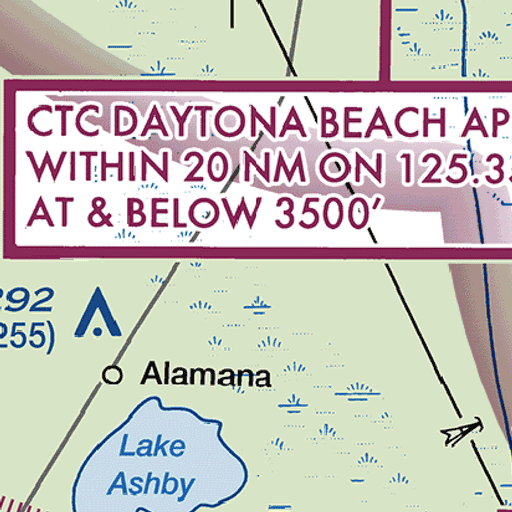 CTC DAYTONA BEACH AP
WITHIN 20 NM ON 125.3
AT & BELOW 3500'
292
255)
Alamana
Lake
Ashby